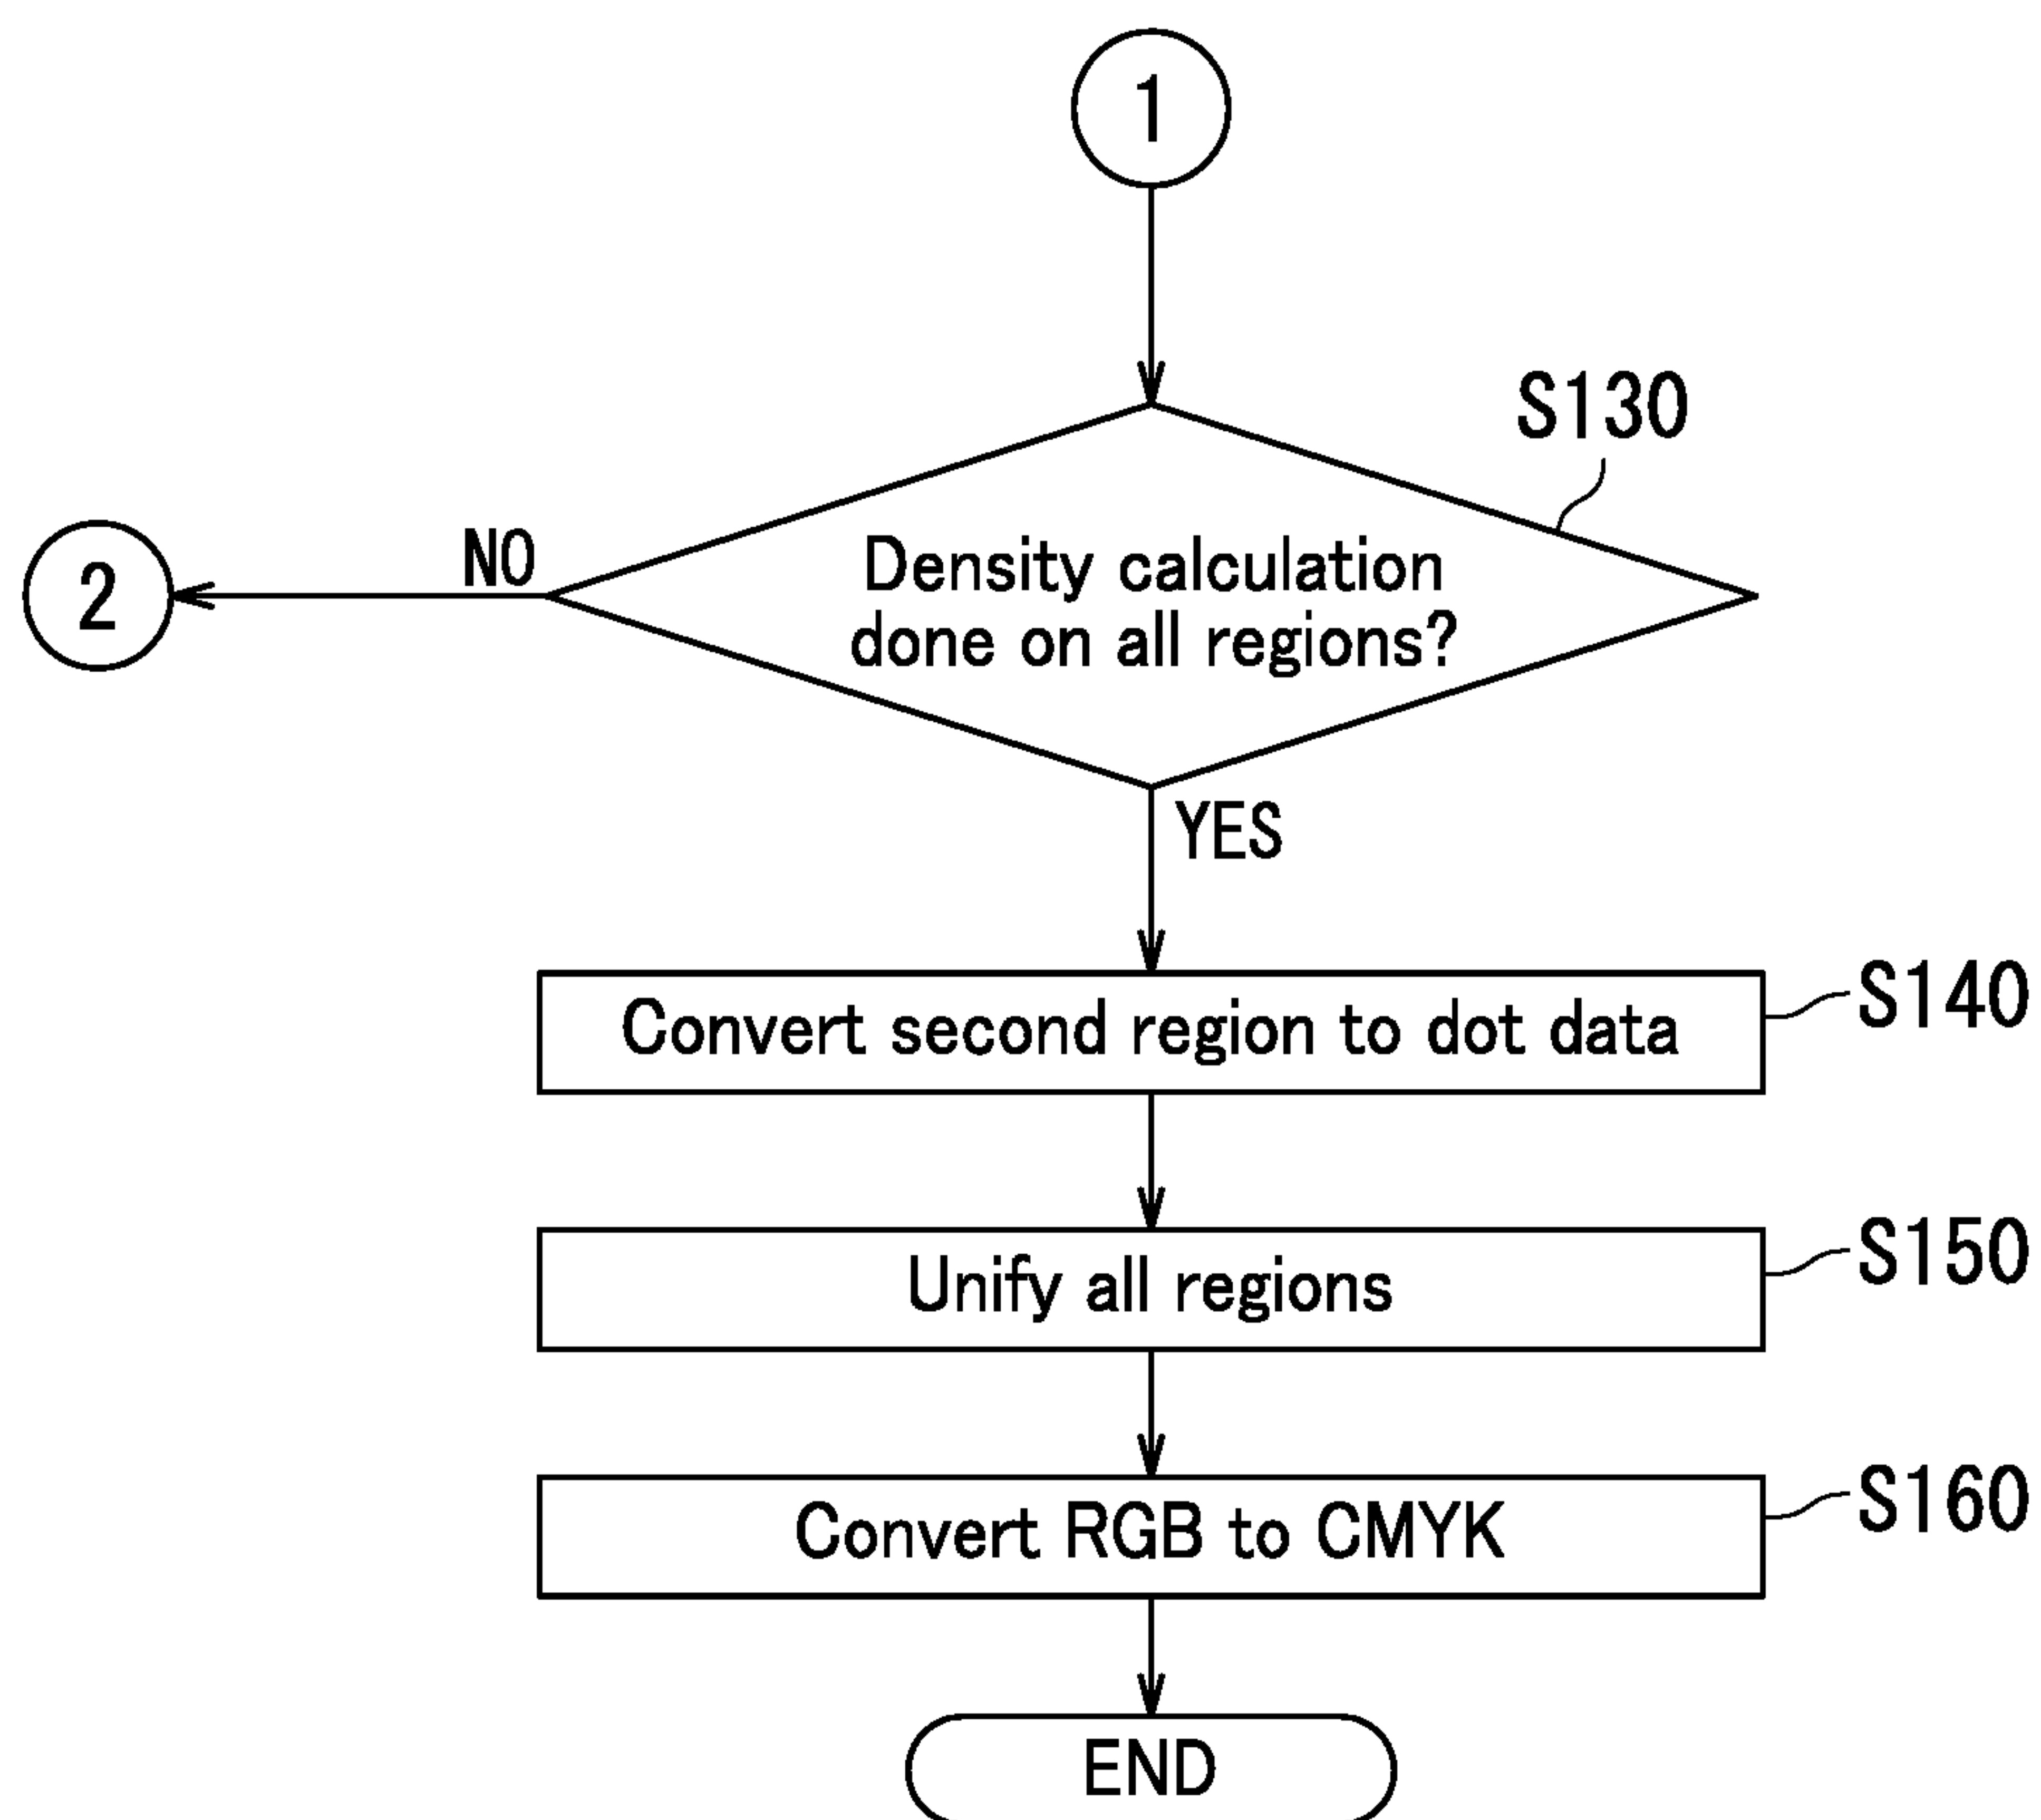 1
S130
NO
2
Density calculation
done on all regions?
YES
Convert second region to dot data
S140
Unify all regions
S150
Convert RGB to CMYK
S160
END